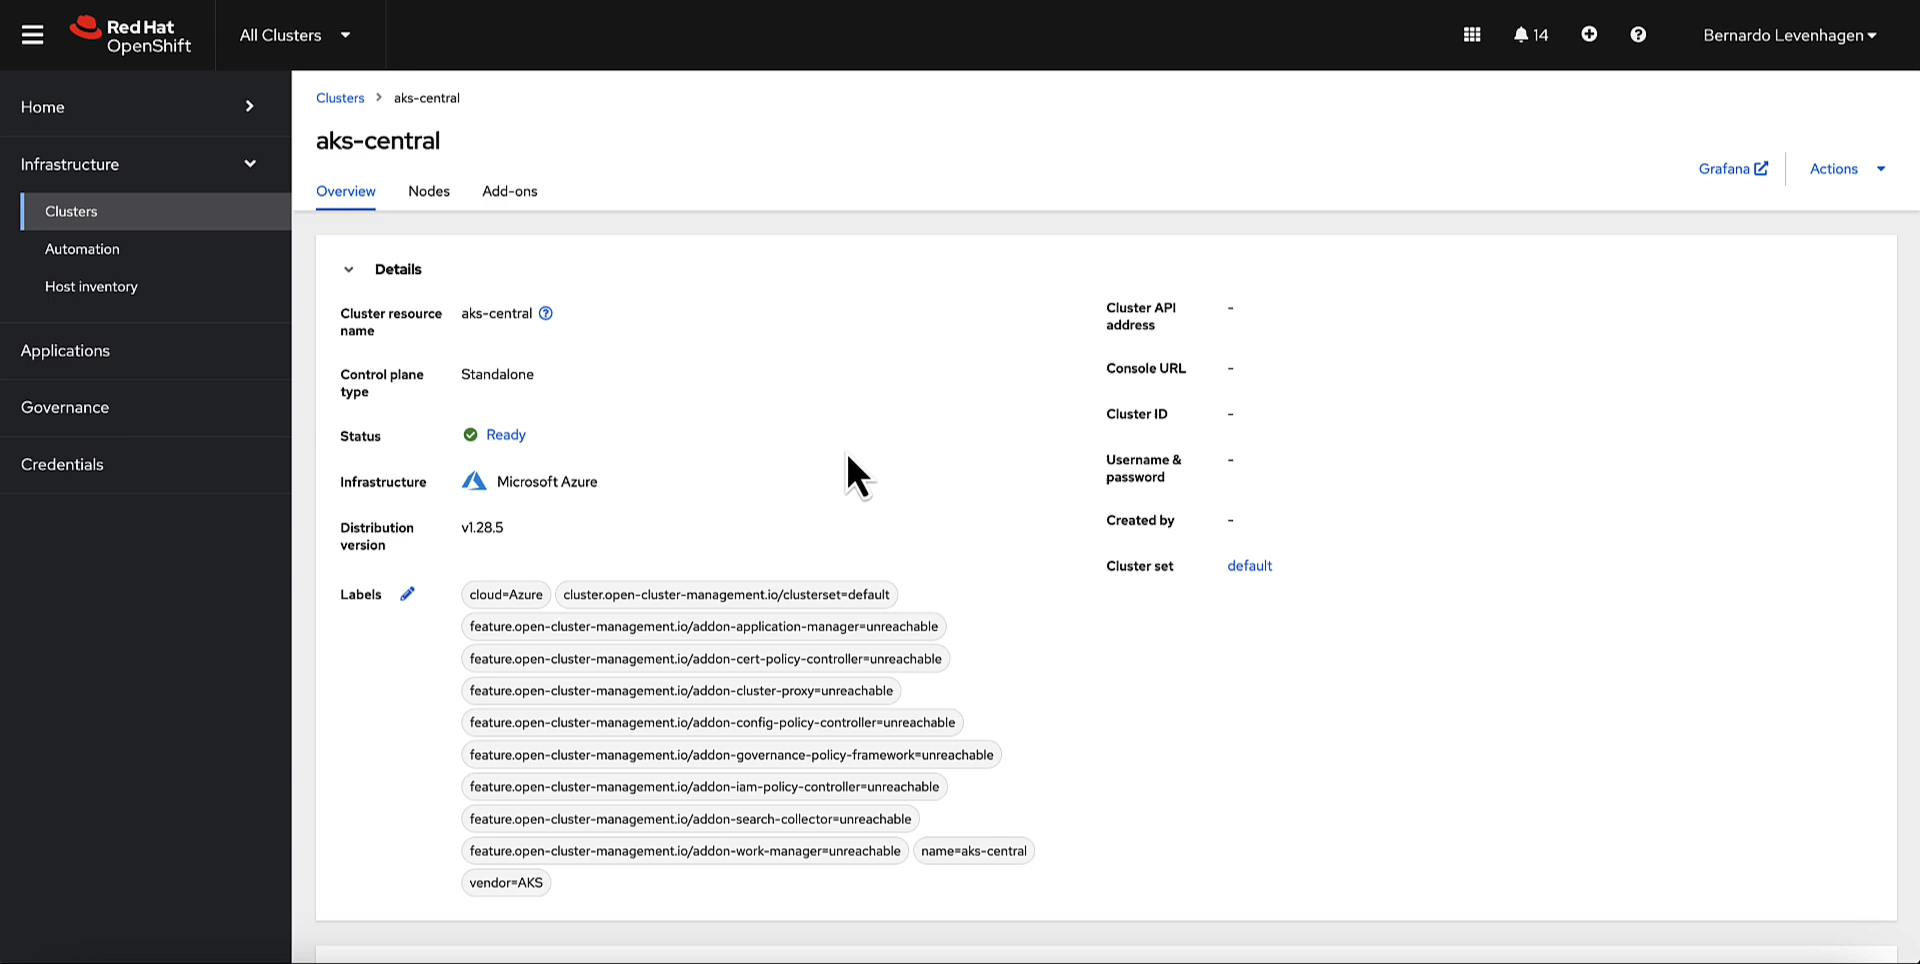 Red Hat
OpenShift
All Clusters
14
Bernardo Levenhagen
Home
Infrastructure
Clusters
Automation
Host inventory
Applications
Governance
Credentials
Clusters > aks-central
aks-central
Grafana
Actions
Overview Nodes Add-ons
Details
Cluster resource name aks-central
Control plane type Standalone
Status Ready
Infrastructure Microsoft Azure
Distribution version v1.28.5
Labels
cloud=Azure cluster.open-cluster-management.io/clusterset=default
feature.open-cluster-management.io/addon-application-manager=unreachable
feature.open-cluster-management.io/addon-cert-policy-controller=unreachable
feature.open-cluster-management.io/addon-cluster-proxy=unreachable
feature.open-cluster-management.io/addon-config-policy-controller=unreachable
feature.open-cluster-management.io/addon-governance-policy-framework=unreachable
feature.open-cluster-management.io/addon-iam-policy-controller=unreachable
feature.open-cluster-management.io/addon-search-collector=unreachable
feature.open-cluster-management.io/addon-work-manager=unreachable name=aks-central
vendor=AKS
Cluster API address -
Console URL -
Cluster ID -
Username & password -
Created by -
Cluster set default